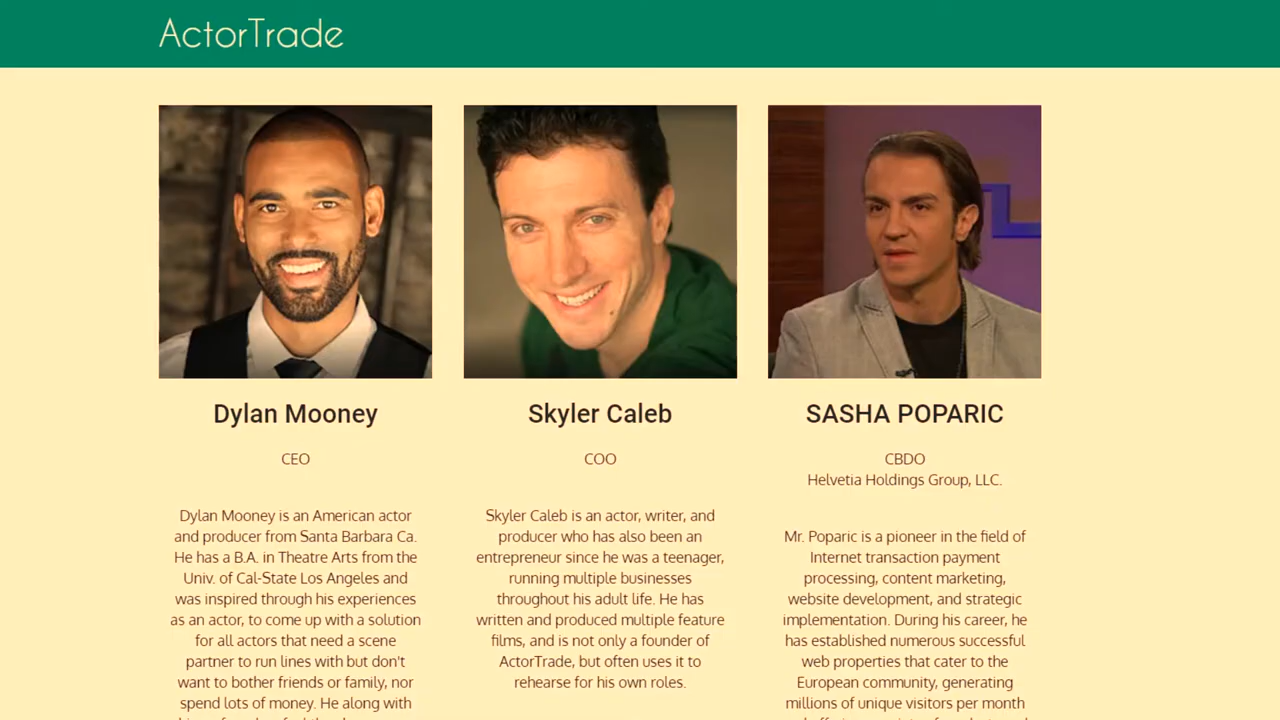 ActorTrade
Dylan Mooney
CEO
Dylan Mooney is an American actor
and producer from Santa Barbara Ca.
He has a B.A. in Theatre Arts from the
Univ. of Cal-State Los Angeles and
was inspired through his experiences
as an actor, to come up with a solution
for all actors that need a scene
partner to run lines with but don't
want to bother friends or family, nor
spend lots of money. He along with
Skyler Caleb
COO
Skyler Caleb is an actor, writer, and
producer who has also been an
entrepreneur since he was a teenager,
running multiple businesses
throughout his adult life. He has
written and produced multiple feature
films, and is not only a founder of
ActorTrade, but often uses it to
rehearse for his own roles.
SASHA POPARIC
CBDO
Helvetia Holdings Group, LLC.
Mr. Poparic is a pioneer in the field of
Internet transaction payment
processing, content marketing,
website development, and strategic
implementation. During his career, he
has established numerous successful
web properties that cater to the
European community, generating
millions of unique visitors per month